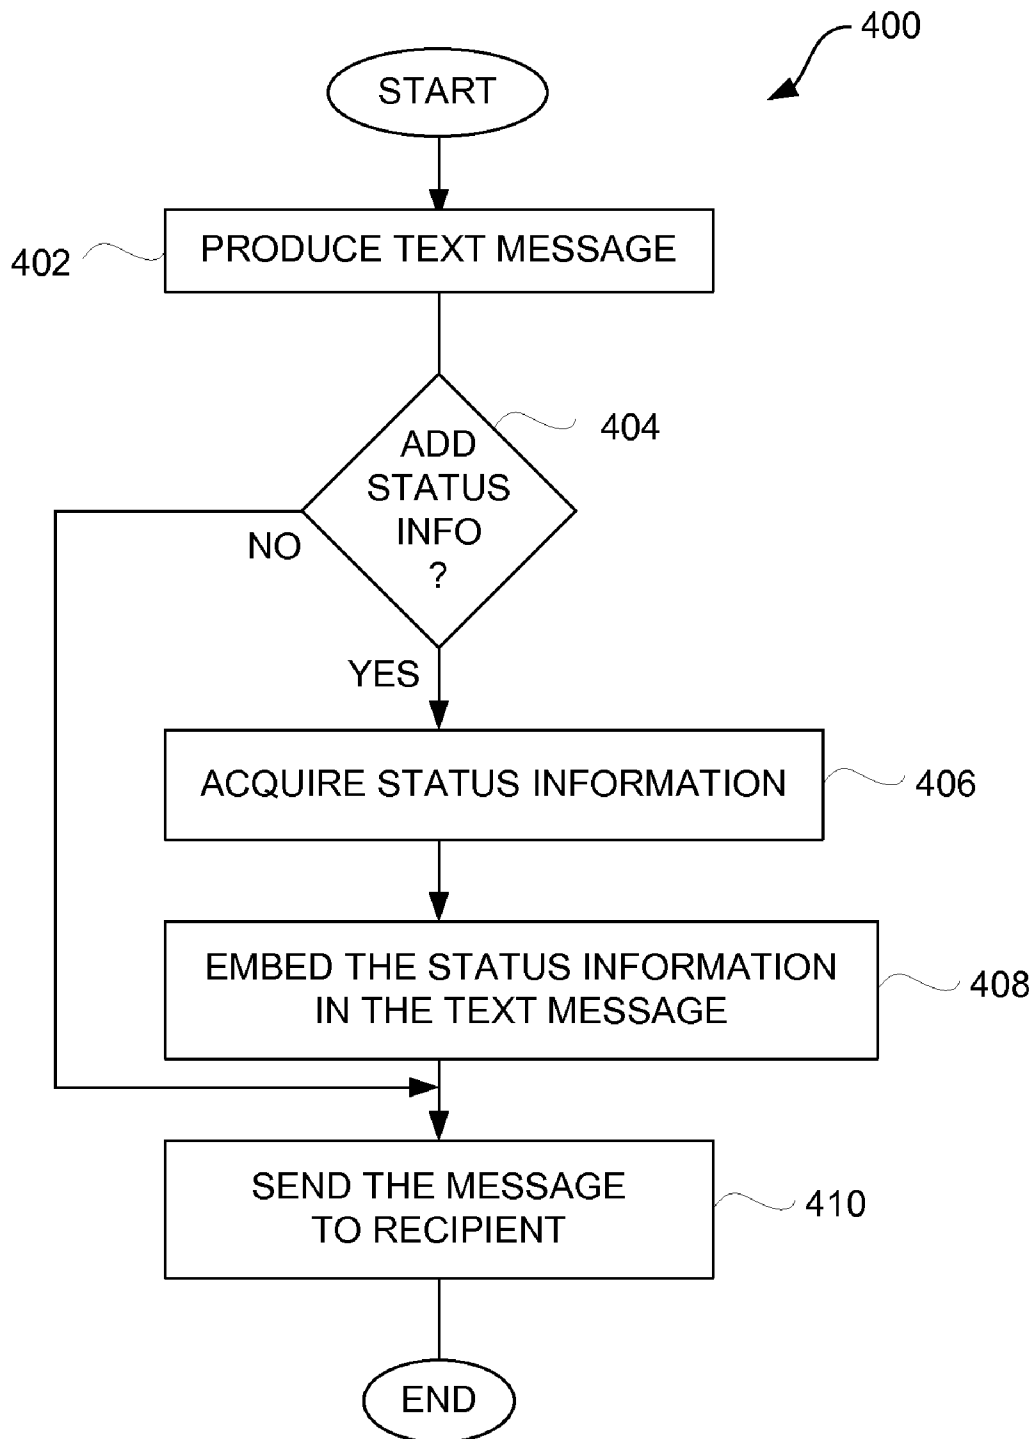 400
START
402
PRODUCE TEXT MESSAGE
404
ADD
STATUS
INFO
?
NO
YES
ACQUIRE STATUS INFORMATION
406
EMBED THE STATUS INFORMATION
IN THE TEXT MESSAGE
408
SEND THE MESSAGE
TO RECIPIENT
410
END